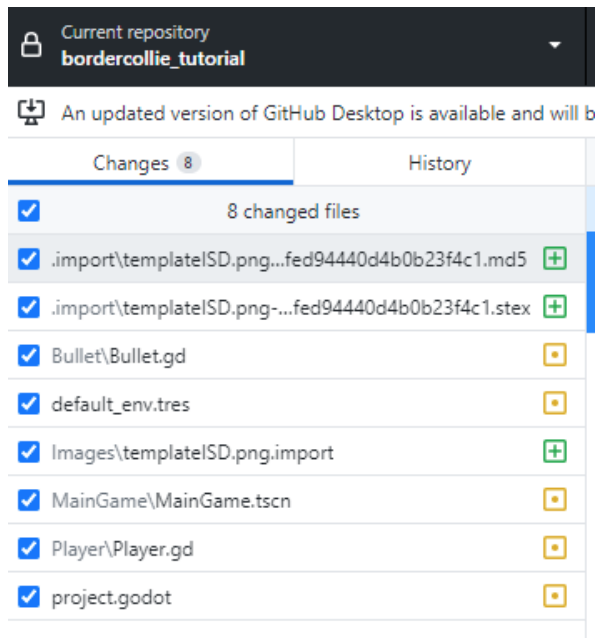 Current repository
bordercollie_tutorial
An updated version of GitHub Desktop is available and will b
Changes 8
History
8 changed files
.import\templateISD.png...fed94440d4b0b23f4c1.md5
.import\templateISD.png-...fed94440d4b0b23f4c1.stex
Bullet\Bullet.gd
default_env.tres
Images\templateISD.png.import
MainGame\MainGame.tscn
Player\Player.gd
project.godot